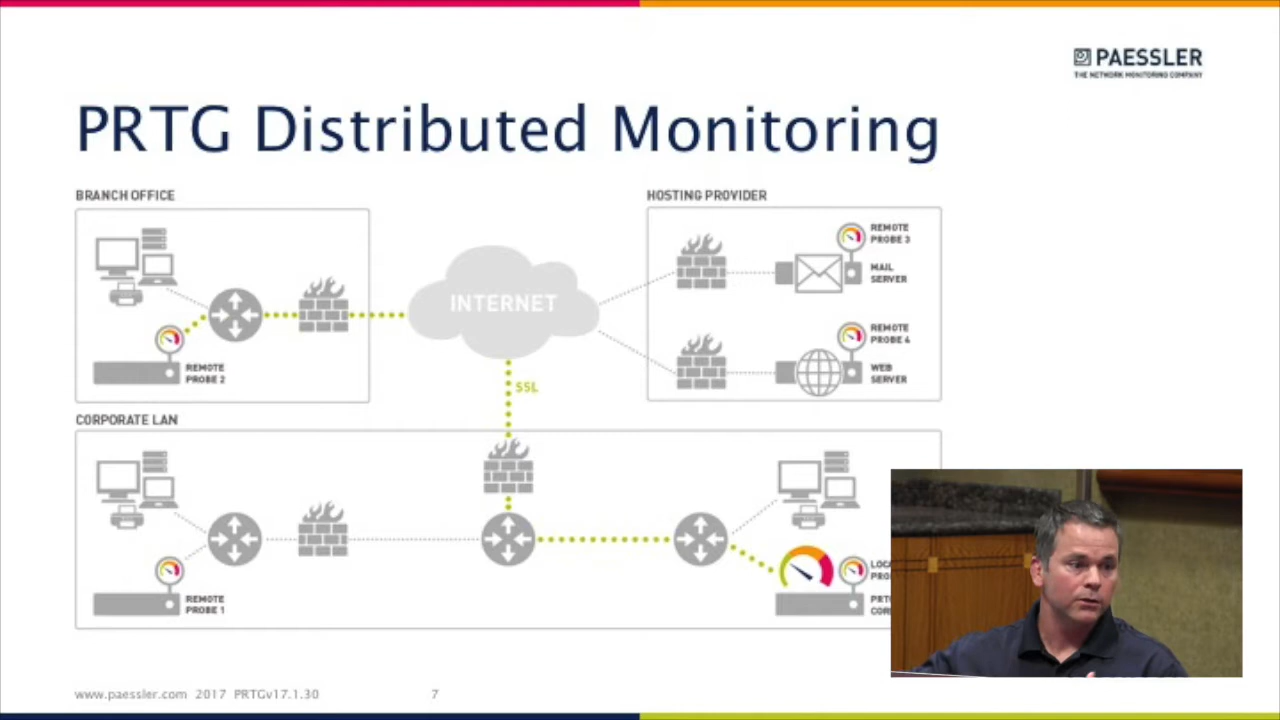 PAESSLER
THE NETWORK MONITORING COMPANY
PRTG Distributed Monitoring
BRANCH OFFICE
HOSTING PROVIDER
REMOTE
PROBE 3
MAIL
SERVER
INTERNET
REMOTE
PROBE 4
WEB
SERVER
REMOTE
PROBE 2
SSL
CORPORATE LAN
REMOTE
PROBE 1
www.paessler.com 2017 PRTGv17.1.30
7